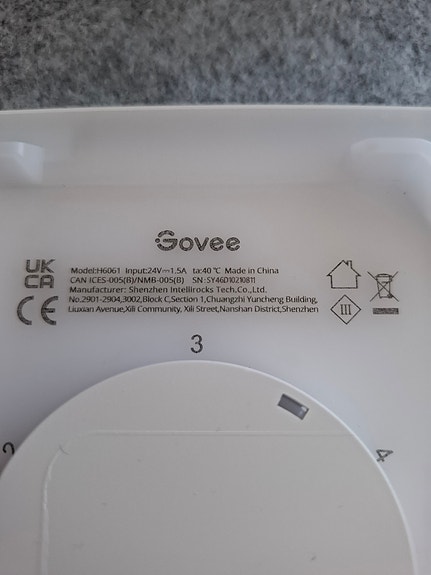 Govee
UK
CA
CE
Model:H6061 Input:24V⎓1.5A ta:40 °C Made in China
CAN ICES-005(B)/NMB-005(B) SN: SY46D10210811
Manufacturer: Shenzhen Intellirocks Tech.Co.,Ltd.
No.2901-2904,3002,Block C,Section 1,Chuangzhi Yuncheng Building,
Liuxian Avenue,Xili Community, Xili Street,Nanshan District,Shenzhen
III
3
2
4